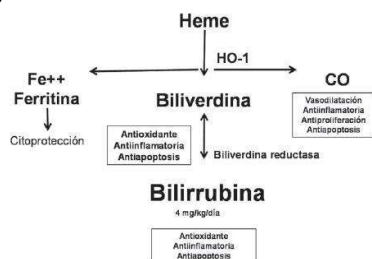 Heme
HO-1
Fe++
Ferritina
Citoprotección
Biliverdina
CO
Vasodilatación
Antiinflamatoria
Antiproliferación
Antiapoptosis
Antioxidante
Antiinflamatoria
Antiapoptosis
Biliverdina reductasa
Bilirrubina
4 mg/kg/día
Antioxidante
Antiinflamatoria
Antiapoptosis